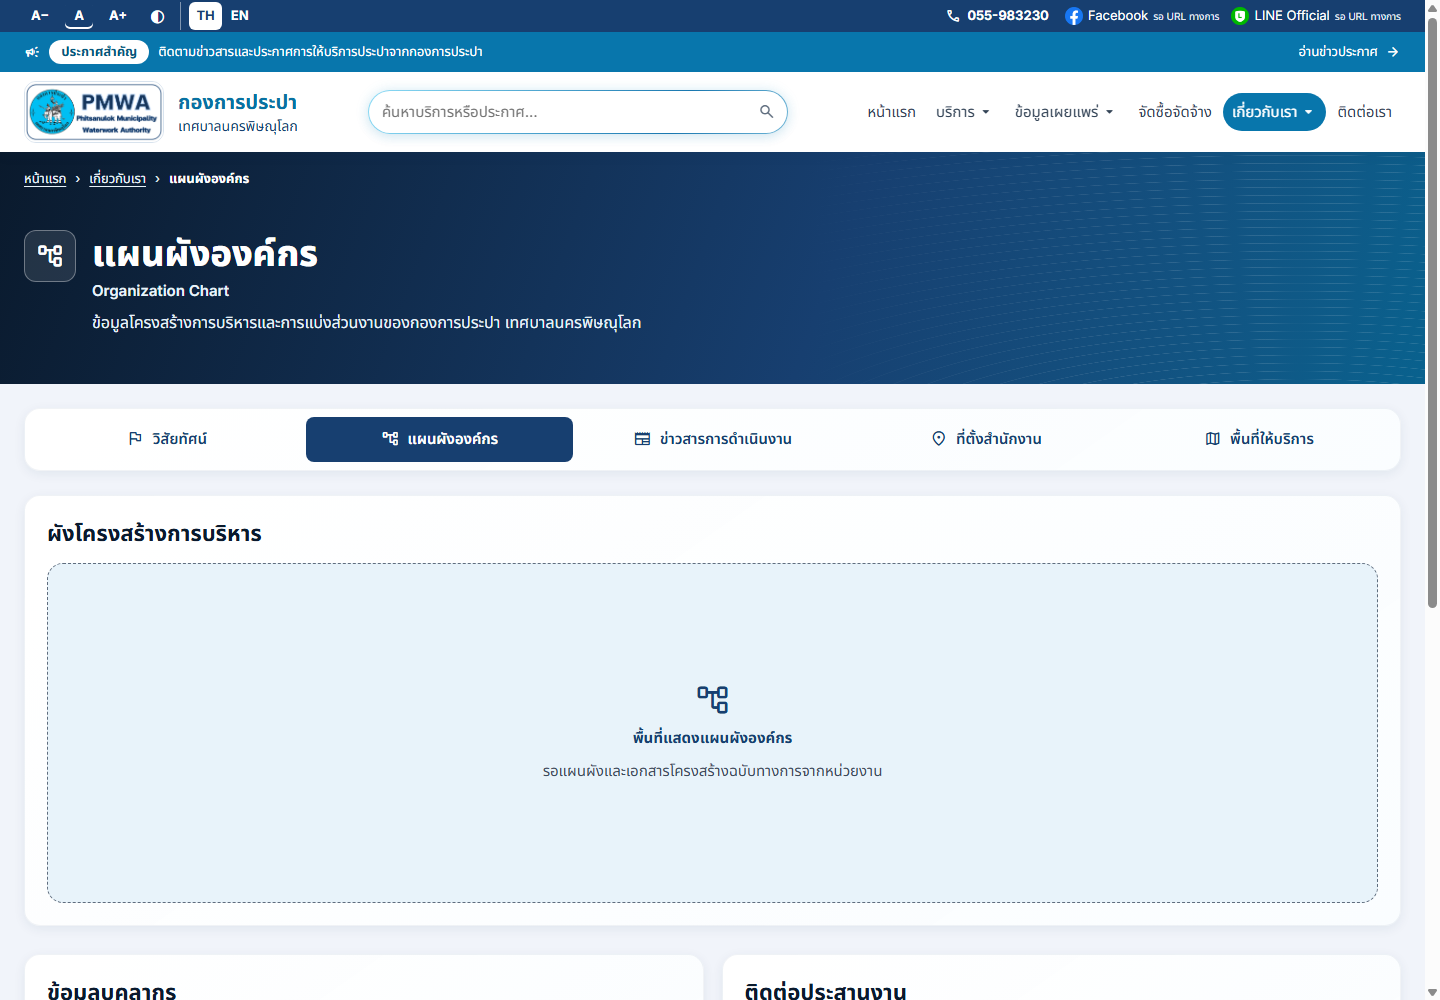 A− A A+ TH EN 055-983230 Facebook รอ URL ทางการ LINE Official รอ URL ทางการ
ประกาศสำคัญ ติดตามข่าวสารและประกาศการให้บริการประปาจากกองการประปา อ่านข่าวประกาศ →
PMWA
Phitsanulok Municipality
Waterwork Authority
กองการประปา
เทศบาลนครพิษณุโลก
ค้นหาบริการหรือประกาศ...
หน้าแรก บริการ ข้อมูลเผยแพร่ จัดซื้อจัดจ้าง เกี่ยวกับเรา ติดต่อเรา
หน้าแรก › เกี่ยวกับเรา › แผนผังองค์กร
แผนผังองค์กร
Organization Chart
ข้อมูลโครงสร้างการบริหารและการแบ่งส่วนงานของกองการประปา เทศบาลนครพิษณุโลก
วิสัยทัศน์ แผนผังองค์กร ข่าวสารการดำเนินงาน ที่ตั้งสำนักงาน พื้นที่ให้บริการ
ผังโครงสร้างการบริหาร
พื้นที่แสดงแผนผังองค์กร
รอแผนผังและเอกสารโครงสร้างฉบับทางการจากหน่วยงาน
ข้อมูลบุคลากร ติดต่อประสานงาน